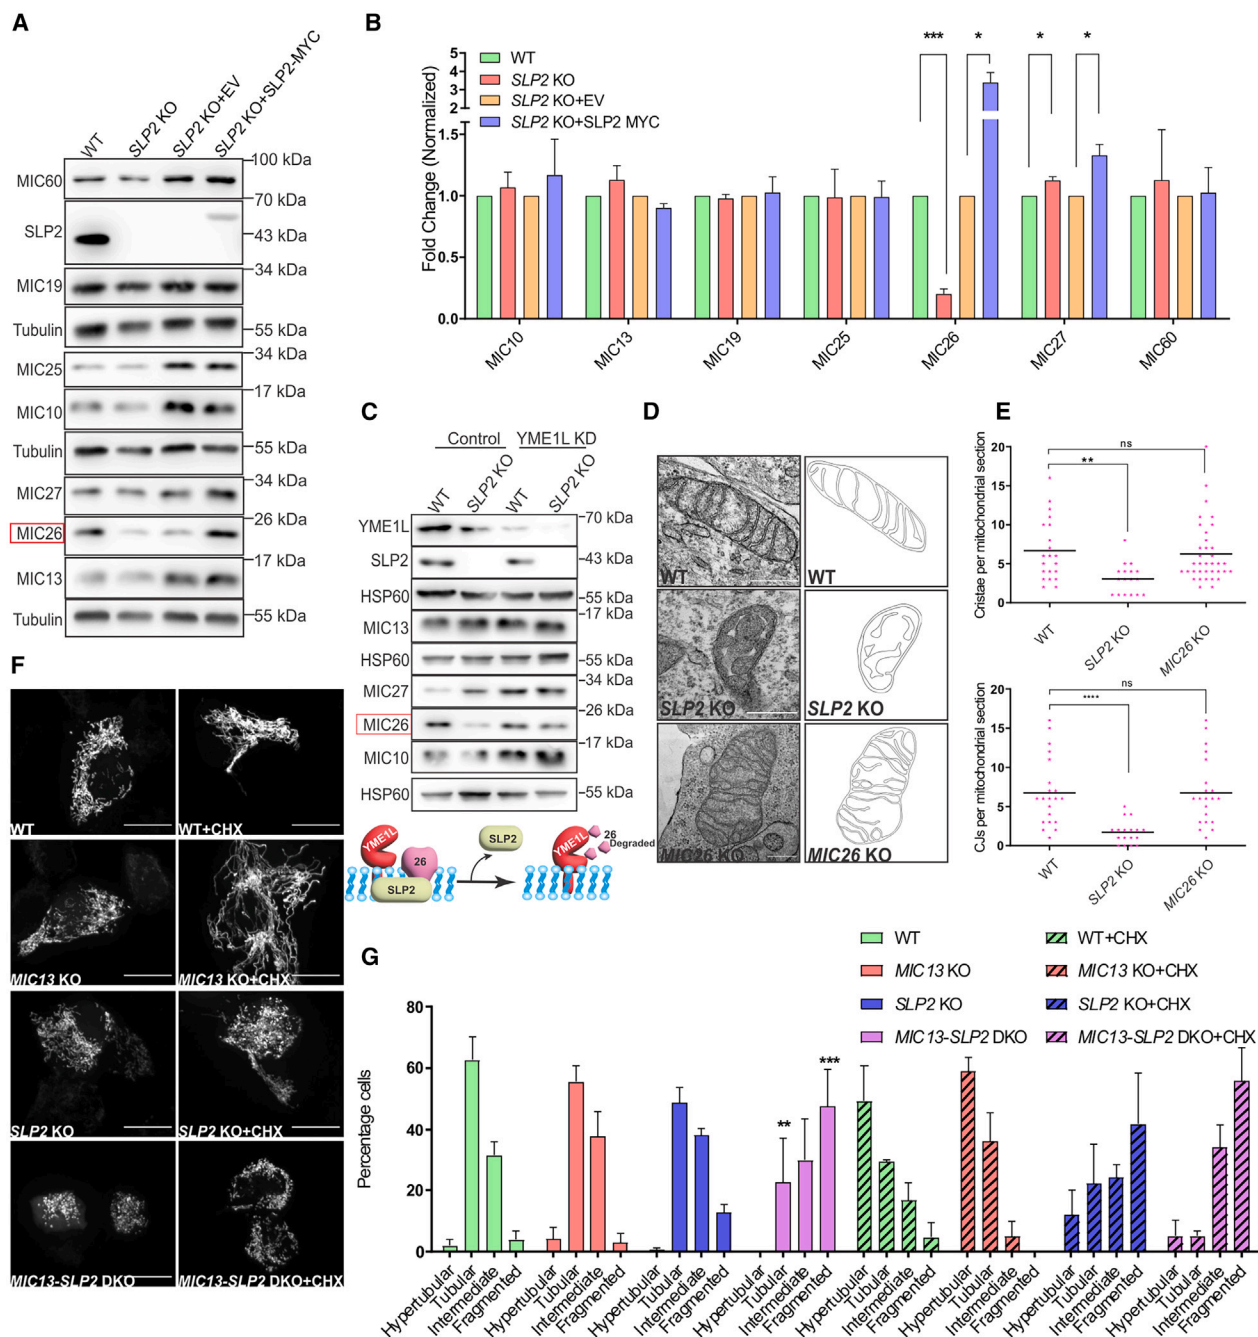 A
WT
SLP2 KO
SLP2 KO+EV
SLP2 KO+SLP2-MYC
MIC60
100 kDa
70 kDa
SLP2
43 kDa
34 kDa
MIC19
Tubulin
55 kDa
34 kDa
MIC25
17 kDa
MIC10
Tubulin
55 kDa
34 kDa
MIC27
26 kDa
MIC26
17 kDa
MIC13
Tubulin
55 kDa
B
WT
SLP2 KO
SLP2 KO+EV
SLP2 KO+SLP2 MYC
Fold Change (Normalized)
5
4
3
2
1.5
1.0
0.5
0.0
***
*
*
*
MIC10
MIC13
MIC19
MIC25
MIC26
MIC27
MIC60
C
Control
YME1L KD
WT
SLP2 KO
WT
SLP2 KO
YME1L
70 kDa
SLP2
43 kDa
HSP60
55 kDa
17 kDa
MIC13
HSP60
55 kDa
34 kDa
MIC27
26 kDa
MIC26
17 kDa
MIC10
HSP60
55 kDa
YME1L
26
SLP2
SLP2
YME1L
26
Degraded
D
WT
WT
SLP2 KO
SLP2 KO
MIC26 KO
MIC26 KO
E
Cristae per mitochondrial section
20
15
10
5
0
ns
**
WT
SLP2 KO
MIC26 KO
CJs per mitochondrial section
20
15
10
5
0
ns
****
WT
SLP2 KO
MIC26 KO
F
WT
WT+CHX
MIC13 KO
MIC13 KO+CHX
SLP2 KO
SLP2 KO+CHX
MIC13-SLP2 DKO
MIC13-SLP2 DKO+CHX
G
WT
WT+CHX
MIC13 KO
MIC13 KO+CHX
SLP2 KO
SLP2 KO+CHX
MIC13-SLP2 DKO
MIC13-SLP2 DKO+CHX
Percentage cells
80
60
40
20
0
**
***
Hypertubular
Tubular
Intermediate
Fragmented
Hypertubular
Tubular
Intermediate
Fragmented
Hypertubular
Tubular
Intermediate
Fragmented
Hypertubular
Tubular
Intermediate
Fragmented
Hypertubular
Tubular
Intermediate
Fragmented
Hypertubular
Tubular
Intermediate
Fragmented
Hypertubular
Tubular
Intermediate
Fragmented
Hypertubular
Tubular
Intermediate
Fragmented